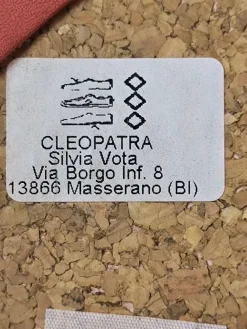 CLEOPATRA
Silvia Vota
Via Borgo Inf. 8
13866 Masserano (BI)